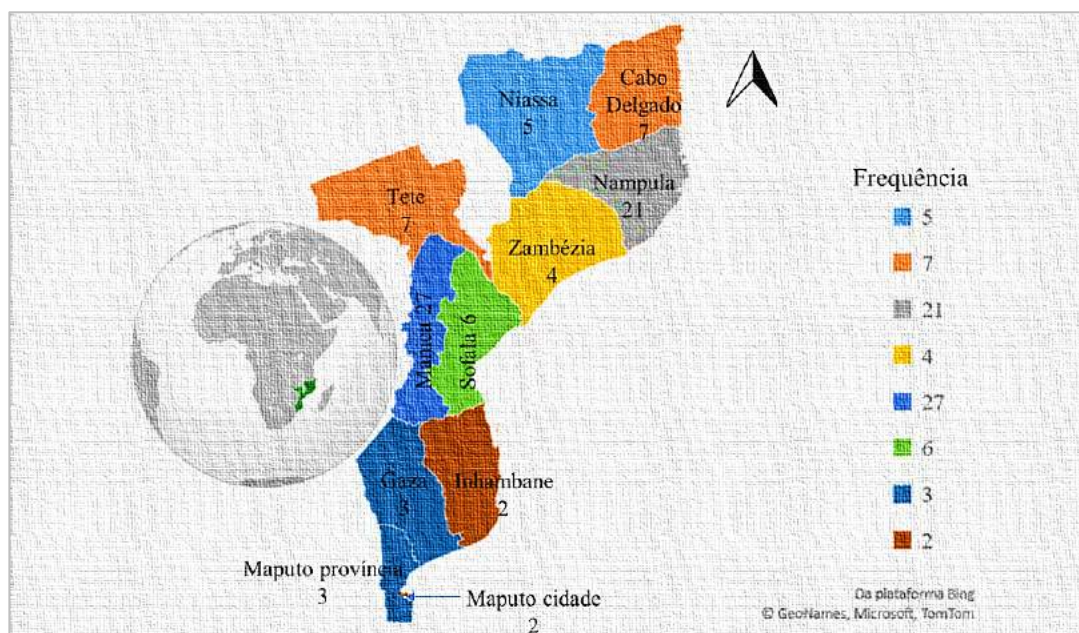 Niassa
5
Cabo
Delgado
7
Nampula
21
Tete
7
Zambézia
4
Manica 27
Sofala 6
Gaza
3
Inhambane
2
Maputo província
3
Maputo cidade
2
Frequência
5
7
21
4
27
6
3
2
Da plataforma Bing
© GeoNames, Microsoft, TomTom